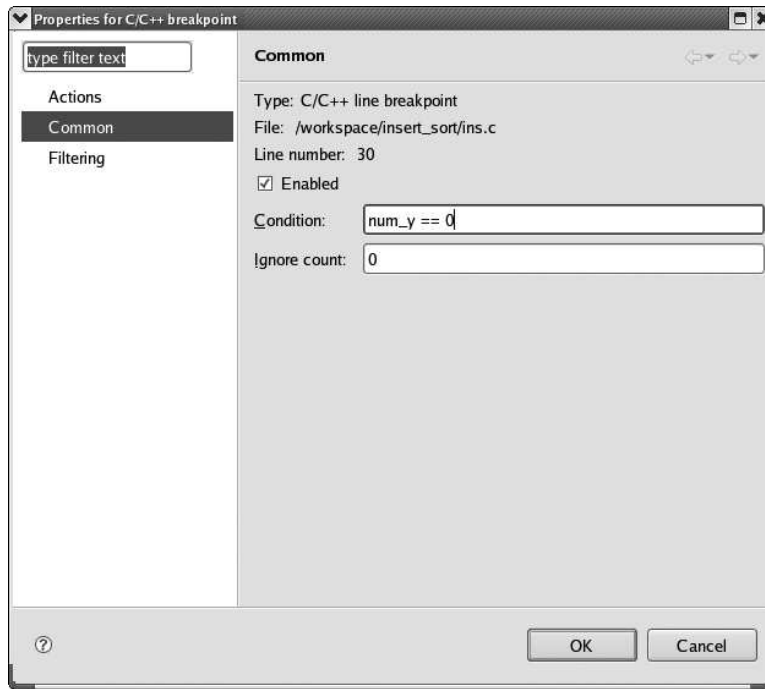 Properties for C/C++ breakpoint
type filter text
Actions
Common
Filtering
Common
Type: C/C++ line breakpoint
File: /workspace/insert_sort/ins.c
Line number: 30
Enabled
Condition: num_y == 0
Ignore count: 0
OK
Cancel